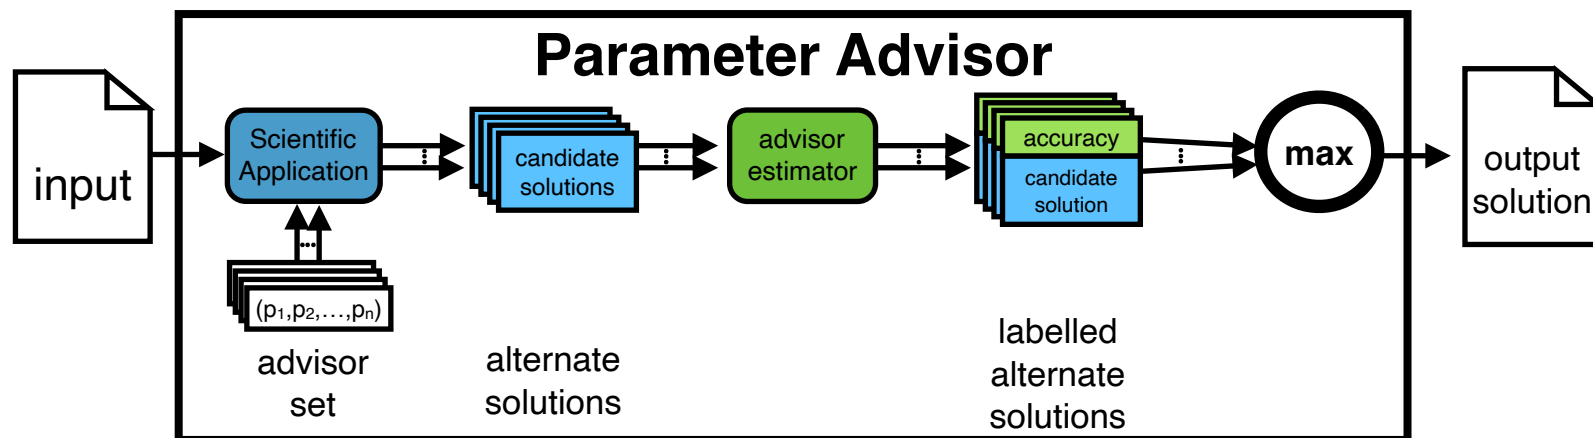 Parameter Advisor
input
Scientific
Application
candidate
solutions
advisor
estimator
accuracy
candidate
solution
max
output
solution
(p₁,p₂,…,pₙ)
advisor
set
alternate
solutions
labelled
alternate
solutions